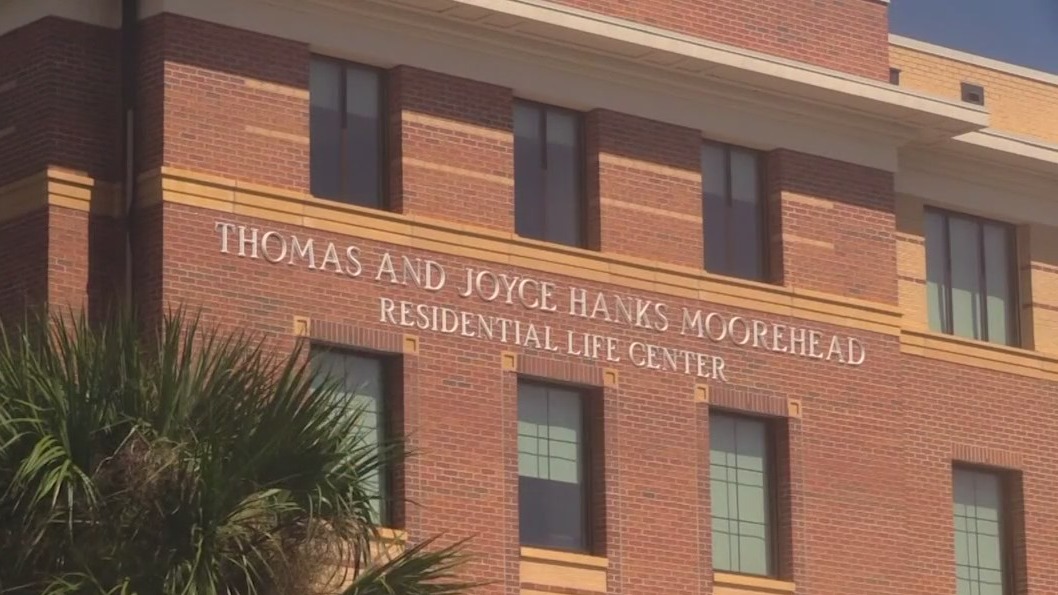 THOMAS AND JOYCE HANKS MOOREHEAD
RESIDENTIAL LIFE CENTER